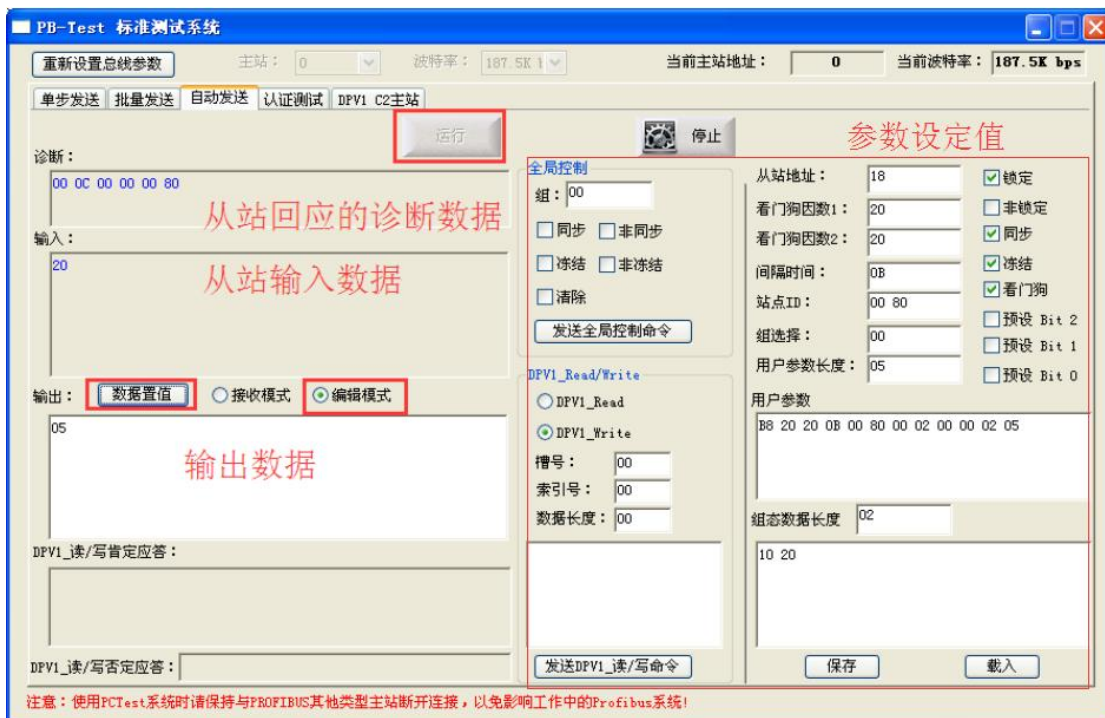 PB-Test 标准测试系统
重新设置总线参数 主站： 0 波特率： 187.5K 当前主站地址： 0 当前波特率： 187.5K bps
单步发送 批量发送 自动发送 认证测试 DPV1 C2主站
运行 停止 参数设定值
诊断：
00 0C 00 00 00 80
从站回应的诊断数据
输入：
20
从站输入数据
输出： 数据置值 接收模式 编辑模式
05
输出数据
DPV1_读/写肯定应答：
DPV1_读/写否定应答：
全局控制
组： 00
同步 非同步
冻结 非冻结
清除
发送全局控制命令
DPV1_Read/Write
DPV1_Read
DPV1_Write
槽号： 00
索引号： 00
数据长度： 00
发送DPV1_读/写命令
从站地址： 18 锁定
看门狗因数1： 20 非锁定
看门狗因数2： 20 同步
间隔时间： 0B 冻结
站点ID： 00 80 看门狗
组选择： 00 预设 Bit 2
预设 Bit 1
用户参数长度： 05 预设 Bit 0
用户参数
B8 20 20 0B 00 80 00 02 00 00 02 05
组态数据长度 02
10 20
保存 载入
注意：使用PCTest系统时请保持与PROFIBUS其他类型主站断开连接，以免影响工作中的Profibus系统!